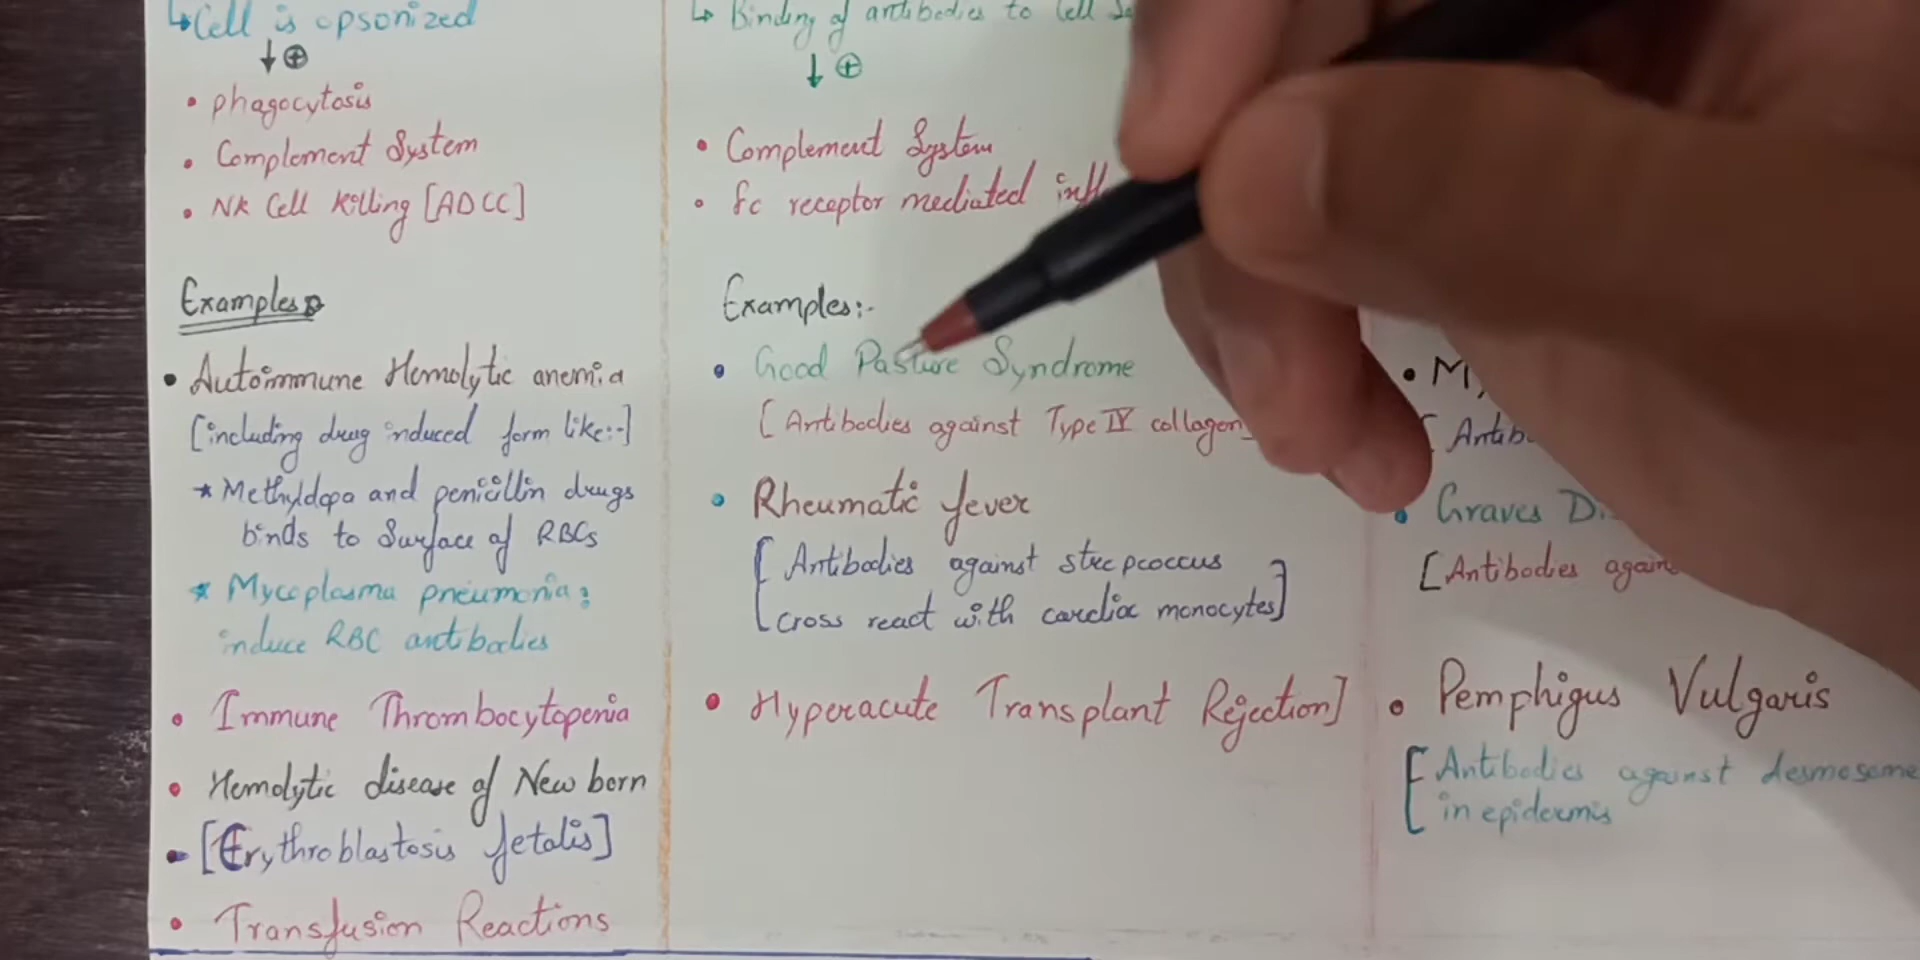 ↳ Cell is opsonized
↓ ⊕
• phagocytosis
• Complement System
• NK Cell killing [ADCC]
Examples
• Autoimmune Hemolytic anemia
[including drug induced form like:-]
* Methyldopa and penicillin drugs
binds to Surface of RBCs
* Mycoplasma pneumonia:
induce RBC antibodies
• Immune Thrombocytopenia
• Hemolytic disease of New born
- [Erythroblastosis fetalis]
• Transfusion Reactions
↳ Binding of antibodies to Cell
↓ ⊕
• Complement System
• Fc receptor mediated
Examples:-
• Good Pasture Syndrome
[Antibodies against Type IV collagen
• Rheumatic fever
[Antibodies against strepcoccus
cross react with cardiac monocytes]
• Hyperacute Transplant Rejection]
• Graves
[Antibodies
• Pemphigus Vulgaris
[Antibodies against desmosome
in epidermis